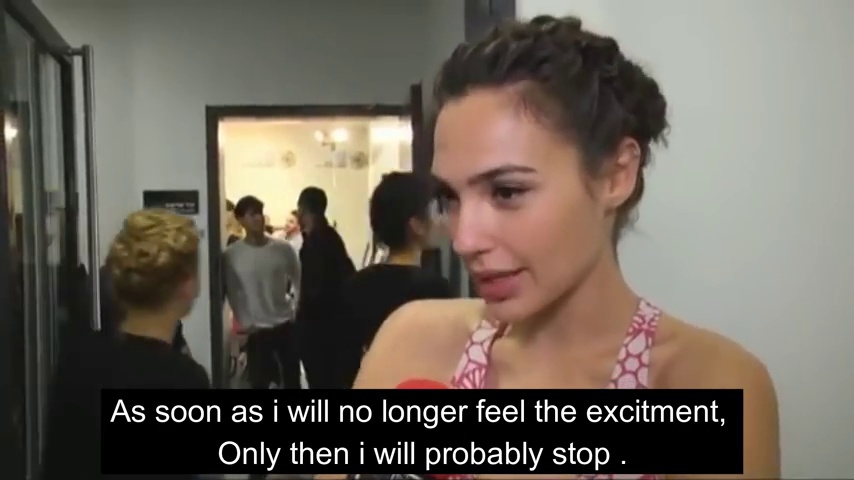 As soon as i will no longer feel the excitment,
Only then i will probably stop .